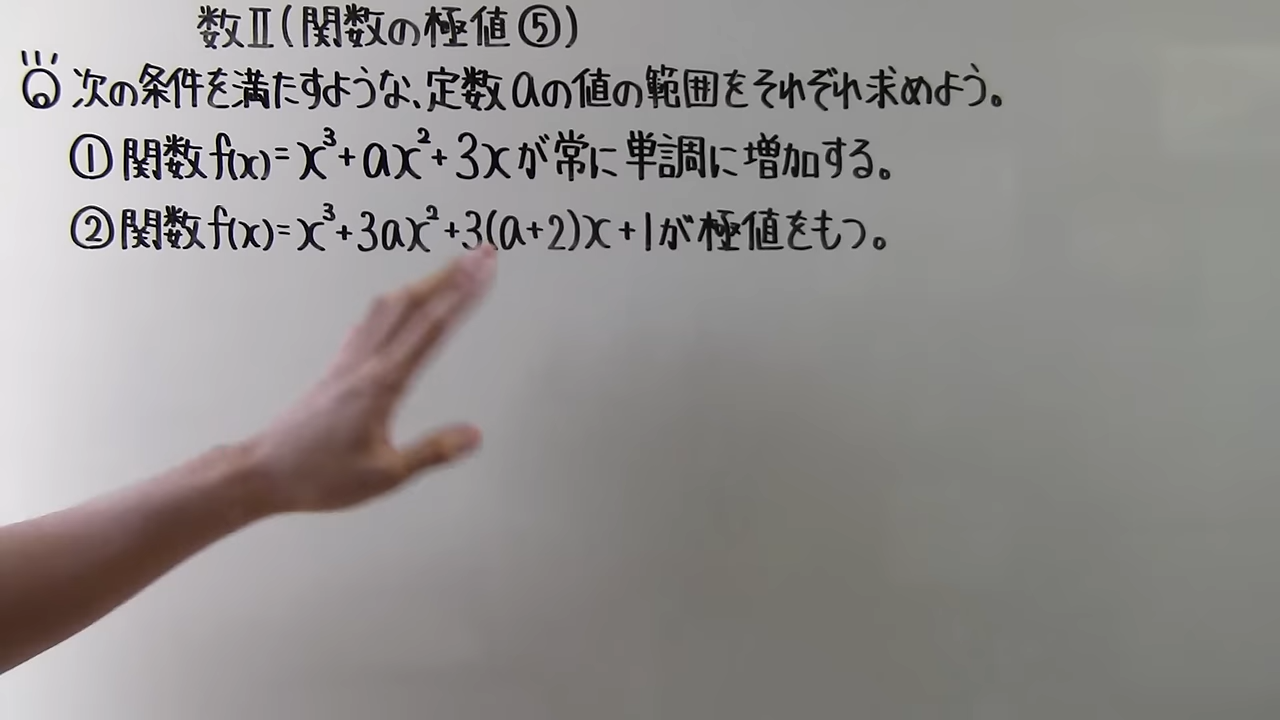 数Ⅱ(関数の極値⑤)
Q 次の条件を満たすような、定数aの値の範囲をそれぞれ求めよう。
①関数f(x)=x³+ax²+3xが常に単調に増加する。
②関数f(x)=x³+3ax²+3(a+2)x+1が極値をもつ。